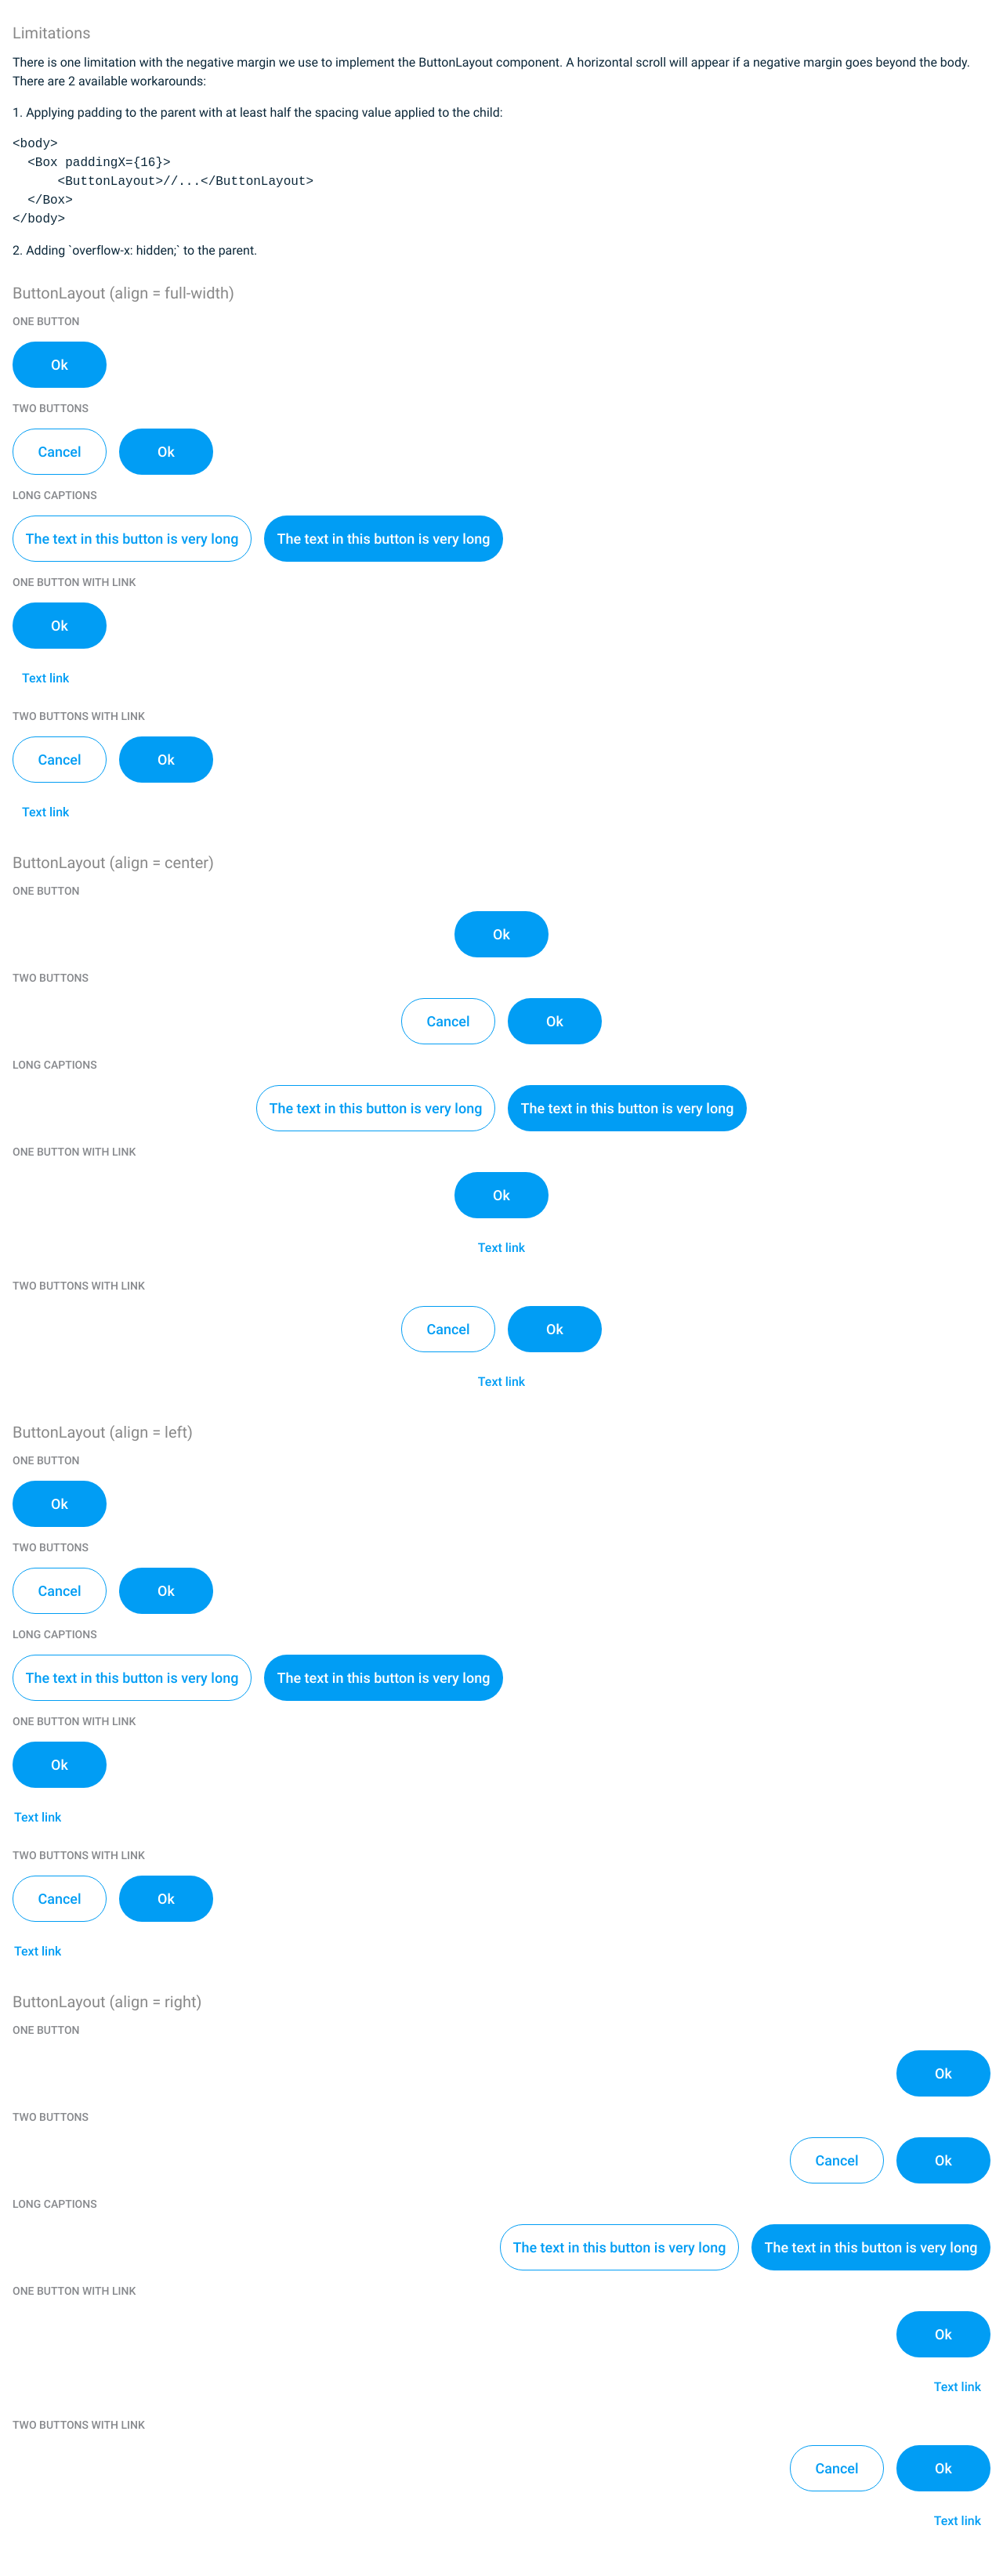 Limitations
There is one limitation with the negative margin we use to implement the ButtonLayout component. A horizontal scroll will appear if a negative margin goes beyond the body.
There are 2 available workarounds:
1. Applying padding to the parent with at least half the spacing value applied to the child:
<body>
  <Box paddingX={16}>
      <ButtonLayout>//...</ButtonLayout>
  </Box>
</body>
2. Adding `overflow-x: hidden;` to the parent.
ButtonLayout (align = full-width)
ONE BUTTON
Ok
TWO BUTTONS
Cancel Ok
LONG CAPTIONS
The text in this button is very long The text in this button is very long
ONE BUTTON WITH LINK
Ok
Text link
TWO BUTTONS WITH LINK
Cancel Ok
Text link
ButtonLayout (align = center)
ONE BUTTON
Ok
TWO BUTTONS
Cancel Ok
LONG CAPTIONS
The text in this button is very long The text in this button is very long
ONE BUTTON WITH LINK
Ok
Text link
TWO BUTTONS WITH LINK
Cancel Ok
Text link
ButtonLayout (align = left)
ONE BUTTON
Ok
TWO BUTTONS
Cancel Ok
LONG CAPTIONS
The text in this button is very long The text in this button is very long
ONE BUTTON WITH LINK
Ok
Text link
TWO BUTTONS WITH LINK
Cancel Ok
Text link
ButtonLayout (align = right)
ONE BUTTON
Ok
TWO BUTTONS
Cancel Ok
LONG CAPTIONS
The text in this button is very long The text in this button is very long
ONE BUTTON WITH LINK
Ok
Text link
TWO BUTTONS WITH LINK
Cancel Ok
Text link